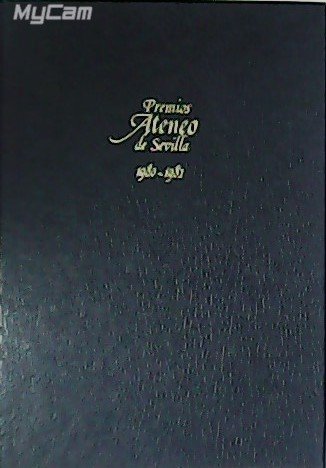 MyCam
Premios
Ateneo
de Sevilla